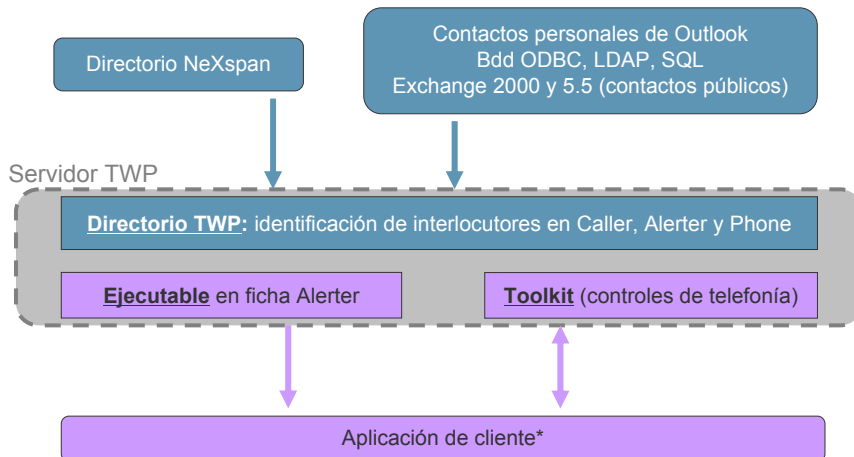 Directorio NeXspan
Contactos personales de Outlook
Bdd ODBC, LDAP, SQL
Exchange 2000 y 5.5 (contactos públicos)
Servidor TWP
Directorio TWP: identificación de interlocutores en Caller, Alerter y Phone
Ejecutable en ficha Alerter
Toolkit (controles de telefonía)
Aplicación de cliente*